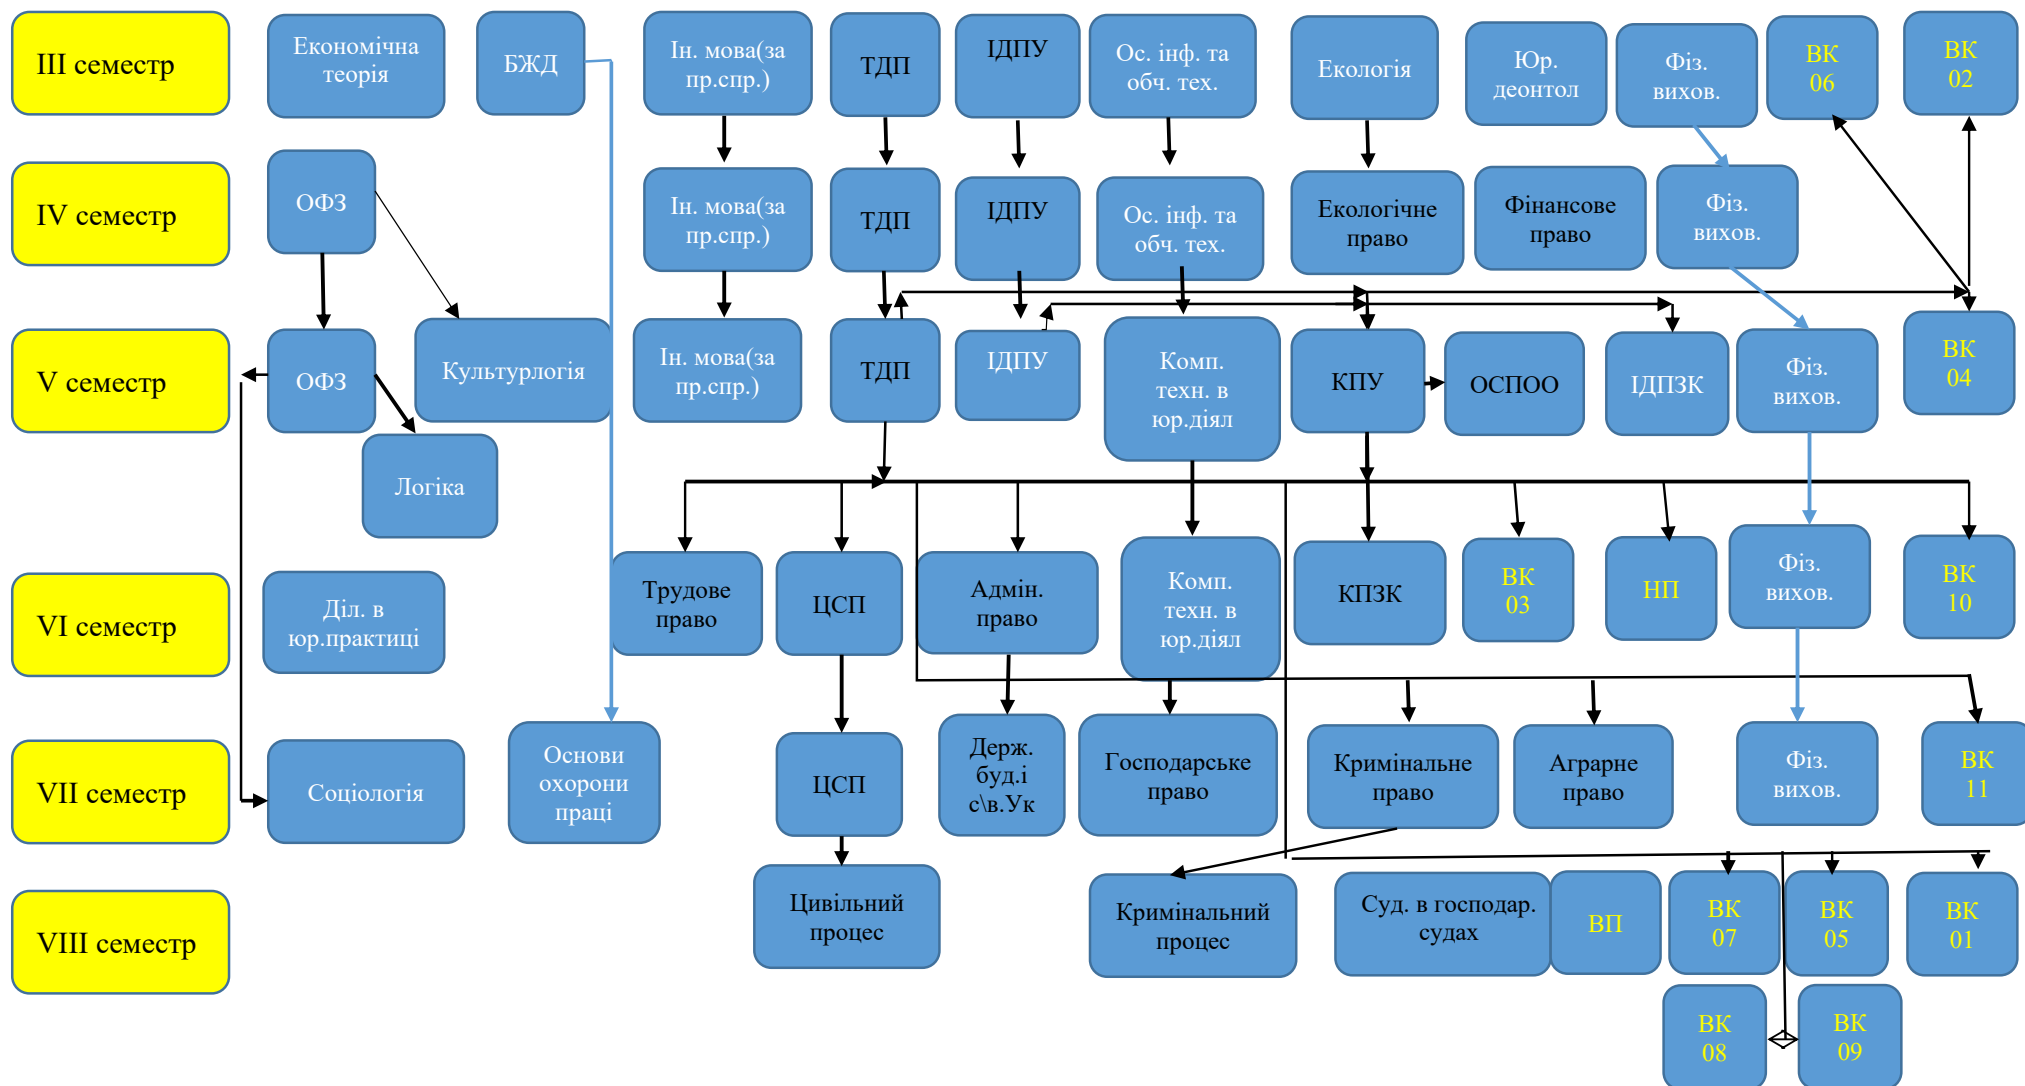 III семестр
Економічна
теорія
БЖД
Ін. мова(за
пр.спр.)
ТДП
ІДПУ
Ос. інф. та
обч. тех.
Екологія
Юр.
деонтол
Фіз.
вихов.
ВК
06
ВК
02
IV семестр
ОФЗ
Ін. мова(за
пр.спр.)
ТДП
ІДПУ
Ос. інф. та
обч. тех.
Екологічне
право
Фінансове
право
Фіз.
вихов.
V семестр
ОФЗ
Культурлогія
Ін. мова(за
пр.спр.)
ТДП
ІДПУ
Комп.
техн. в
юр.діял
КПУ
ОСПОО
ІДПЗК
Фіз.
вихов.
ВК
04
Логіка
VI семестр
Діл. в
юр.практиці
Трудове
право
ЦСП
Адмін.
право
Комп.
техн. в
юр.діял
КПЗК
ВК
03
НП
Фіз.
вихов.
ВК
10
VII семестр
Соціологія
Основи
охорони
праці
ЦСП
Держ.
буд.і
с\в.Ук
Господарське
право
Кримінальне
право
Аграрне
право
Фіз.
вихов.
ВК
11
VIII семестр
Цивільний
процес
Кримінальний
процес
Суд. в господар.
судах
ВП
ВК
07
ВК
05
ВК
01
ВК
08
ВК
09